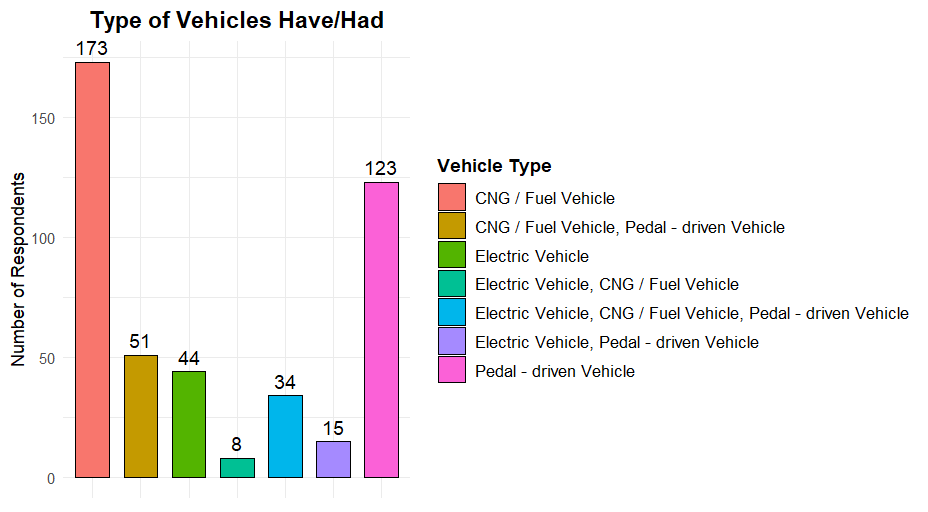 Type of Vehicles Have/Had
173
51
44
8
34
15
123
150
100
50
0
Number of Respondents
Vehicle Type
CNG / Fuel Vehicle
CNG / Fuel Vehicle, Pedal - driven Vehicle
Electric Vehicle
Electric Vehicle, CNG / Fuel Vehicle
Electric Vehicle, CNG / Fuel Vehicle, Pedal - driven Vehicle
Electric Vehicle, Pedal - driven Vehicle
Pedal - driven Vehicle